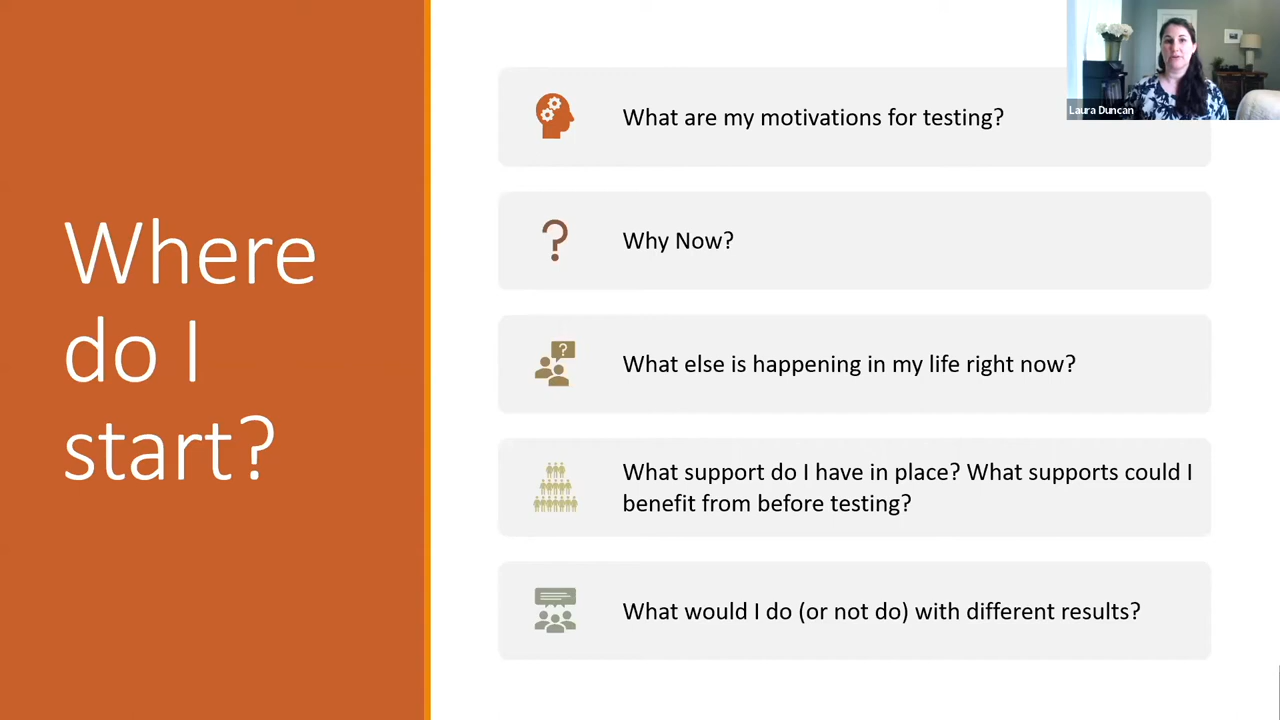 Where
do I
start?
Laura Duncan
What are my motivations for testing?
Why Now?
?
What else is happening in my life right now?
What support do I have in place? What supports could I
benefit from before testing?
What would I do (or not do) with different results?